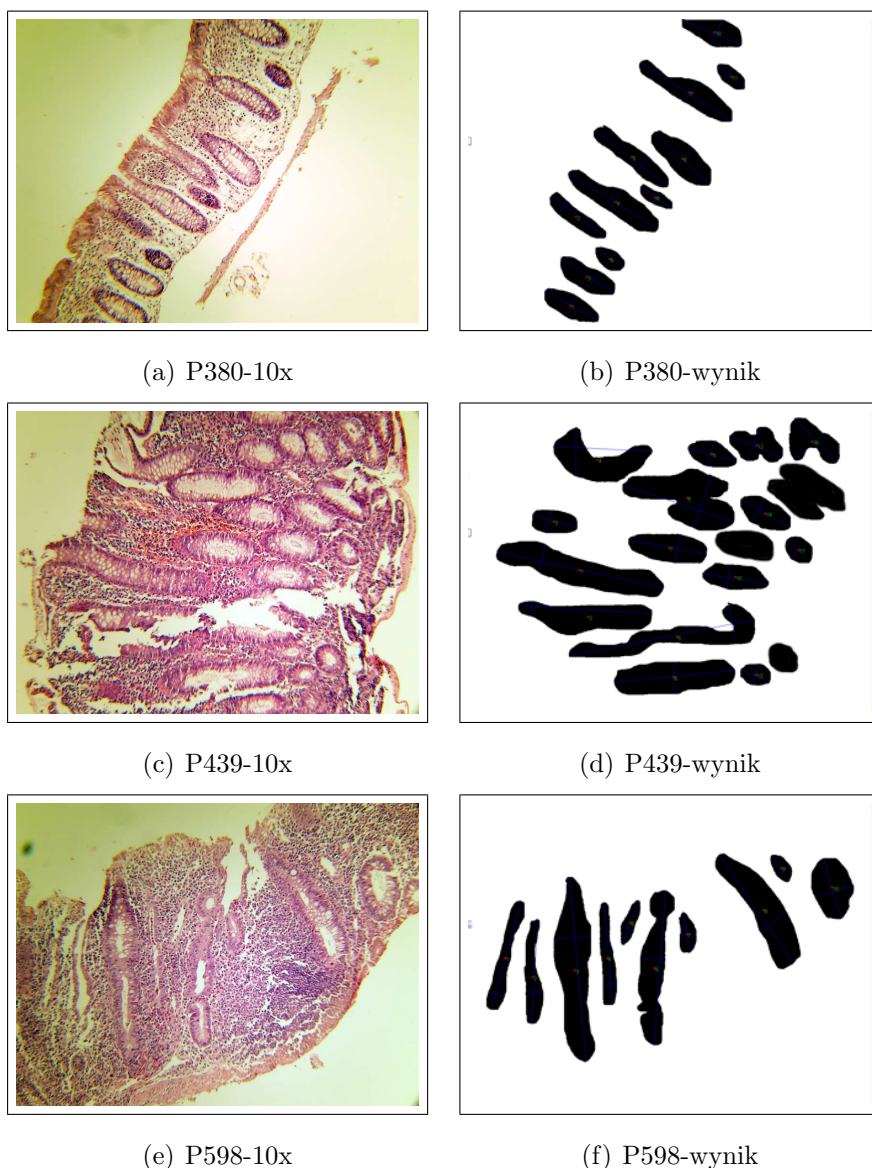 (a) P380-10x
(b) P380-wynik
(c) P439-10x
(d) P439-wynik
(e) P598-10x
(f) P598-wynik